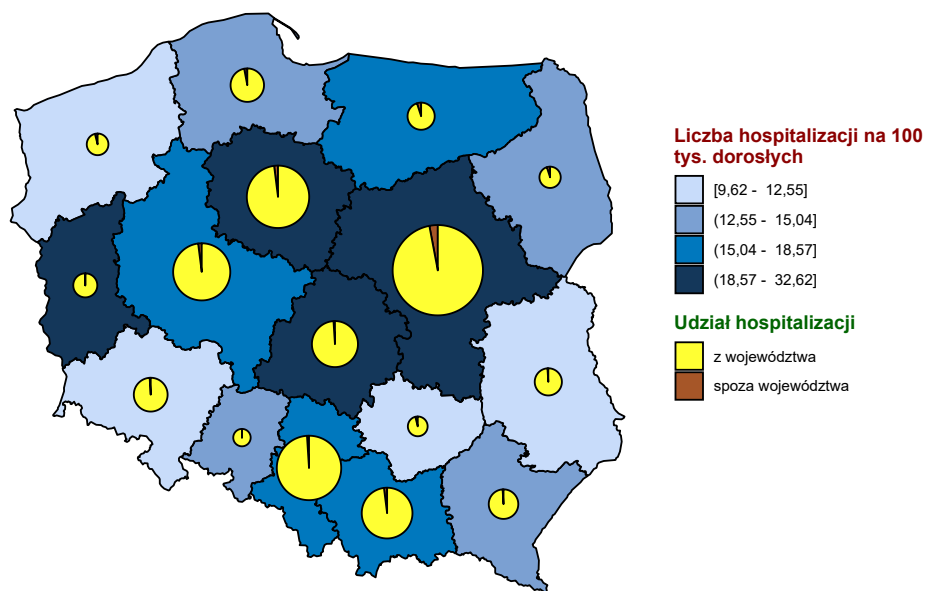 Liczba hospitalizacji na 100
tys. dorosłych
[9,62 - 12,55]
(12,55 - 15,04]
(15,04 - 18,57]
(18,57 - 32,62]
Udział hospitalizacji
z województwa
spoza województwa